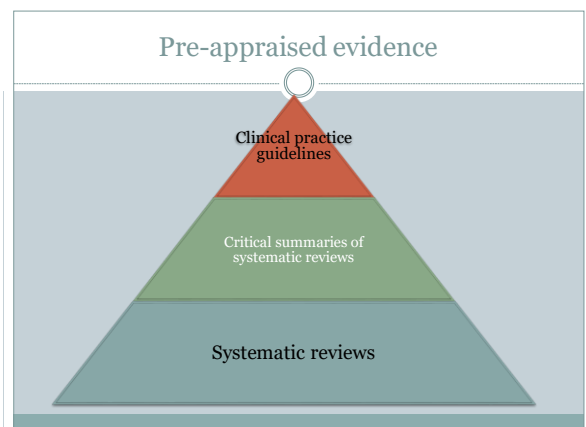 Pre-appraised evidence
Clinical practice
guidelines
Critical summaries of
systematic reviews
Systematic reviews